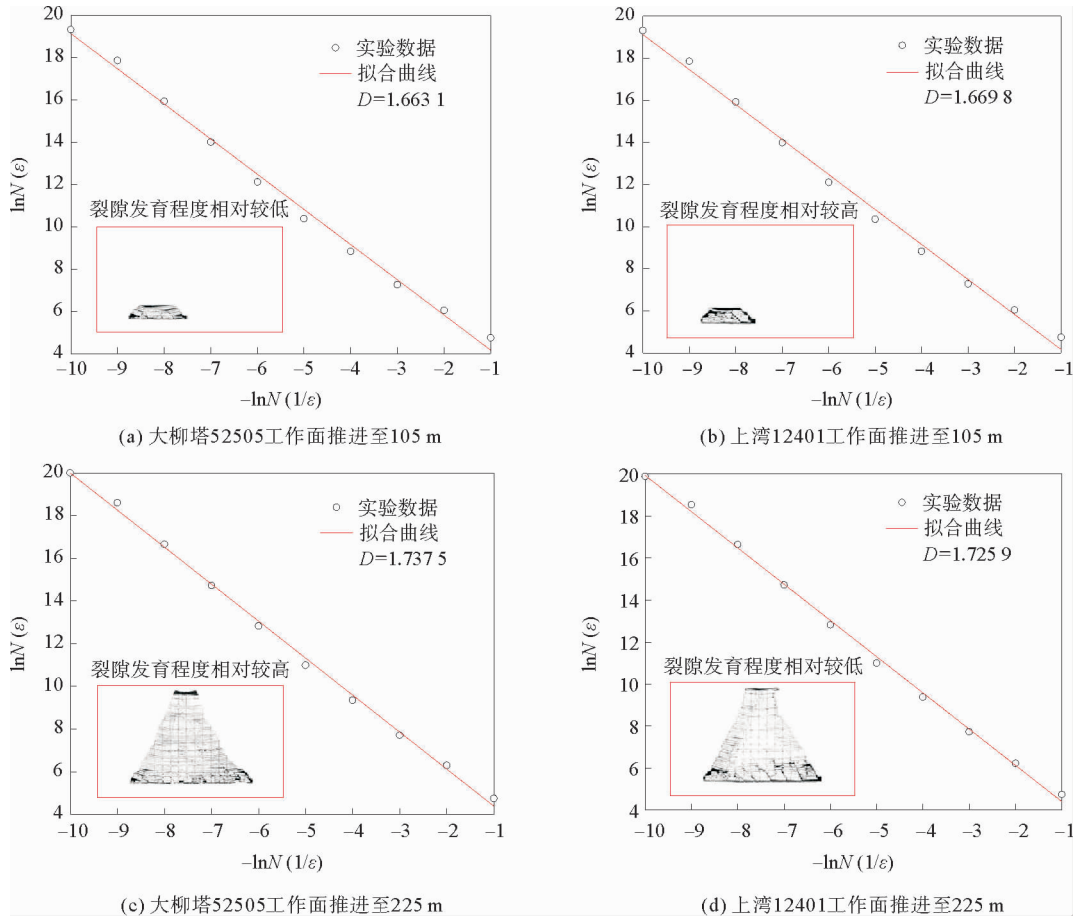 20
18
16
14
12
10
8
6
4
lnN (ε)
实验数据
拟合曲线
D=1.663 1
裂隙发育程度相对较低
−10 −9 −8 −7 −6 −5 −4 −3 −2 −1
−lnN (1/ε)
(a) 大柳塔52505工作面推进至105 m
20
18
16
14
12
10
8
6
4
lnN (ε)
实验数据
拟合曲线
D=1.669 8
裂隙发育程度相对较高
−10 −9 −8 −7 −6 −5 −4 −3 −2 −1
−lnN (1/ε)
(b) 上湾12401工作面推进至105 m
20
18
16
14
12
10
8
6
4
lnN (ε)
实验数据
拟合曲线
D=1.737 5
裂隙发育程度相对较高
−10 −9 −8 −7 −6 −5 −4 −3 −2 −1
−lnN (1/ε)
(c) 大柳塔52505工作面推进至225 m
20
18
16
14
12
10
8
6
4
lnN (ε)
实验数据
拟合曲线
D=1.725 9
裂隙发育程度相对较低
−10 −9 −8 −7 −6 −5 −4 −3 −2 −1
−lnN (1/ε)
(d) 上湾12401工作面推进至225 m